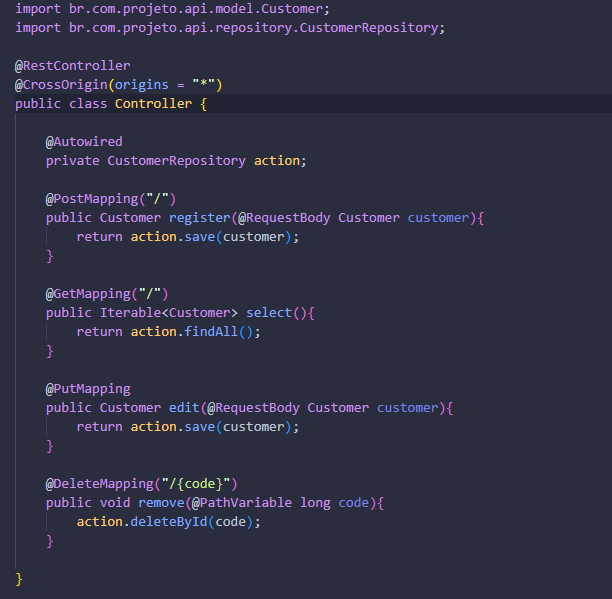 import br.com.projeto.api.model.Customer;
import br.com.projeto.api.repository.CustomerRepository;
@RestController
@CrossOrigin(origins = "*")
public class Controller {
@Autowired
private CustomerRepository action;
@PostMapping("/")
public Customer register(@RequestBody Customer customer){
return action.save(customer);
}
@GetMapping("/")
public Iterable<Customer> select(){
return action.findAll();
}
@PutMapping
public Customer edit(@RequestBody Customer customer){
return action.save(customer);
}
@DeleteMapping("/{code}")
public void remove(@PathVariable long code){
action.deleteById(code);
}
}